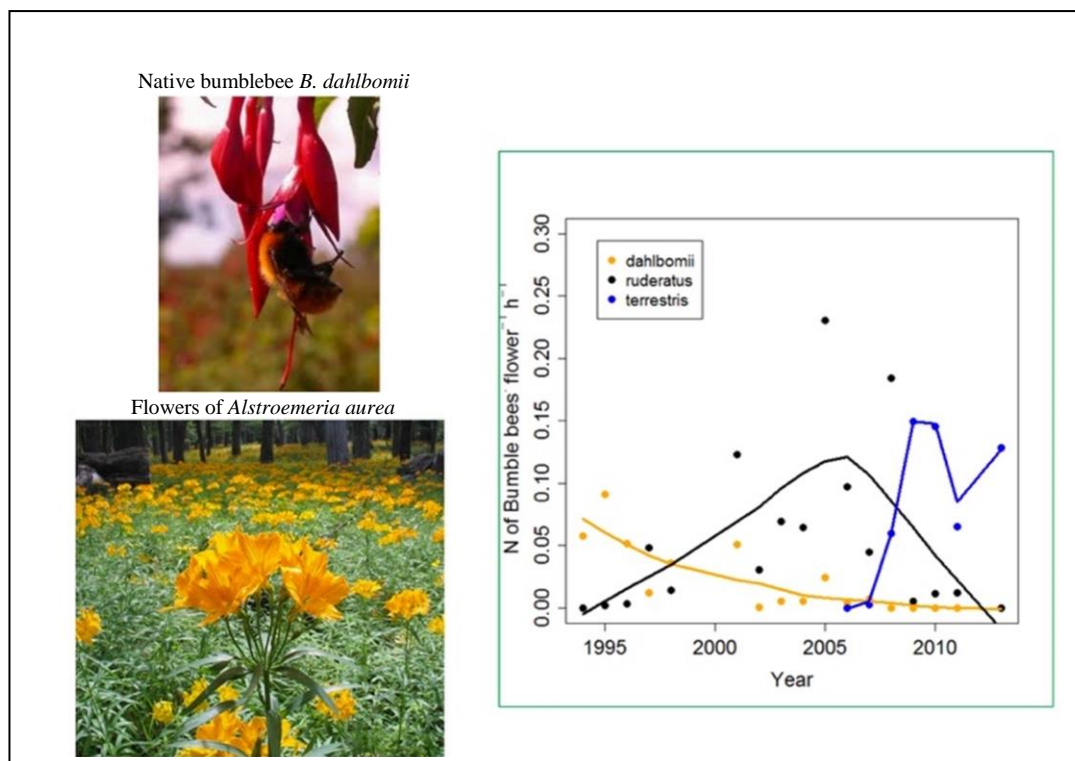 Native bumblebee B. dahlbomii
Flowers of Alstroemeria aurea
N of Bumble bees flower⁻¹ h⁻¹
0.30
0.25
0.20
0.15
0.10
0.05
0.00
dahlbomii
ruderatus
terrestris
1995 2000 2005 2010
Year